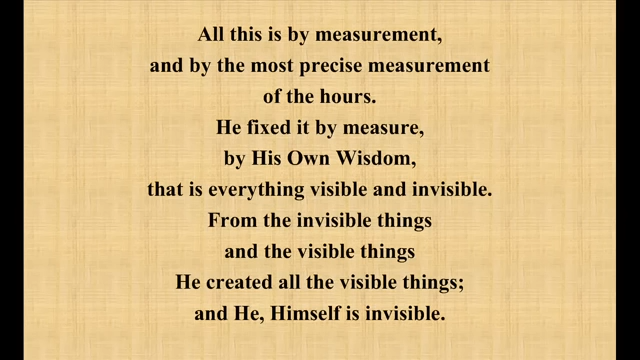 All this is by measurement,
and by the most precise measurement
of the hours.
He fixed it by measure,
by His Own Wisdom,
that is everything visible and invisible.
From the invisible things
and the visible things
He created all the visible things;
and He, Himself is invisible.